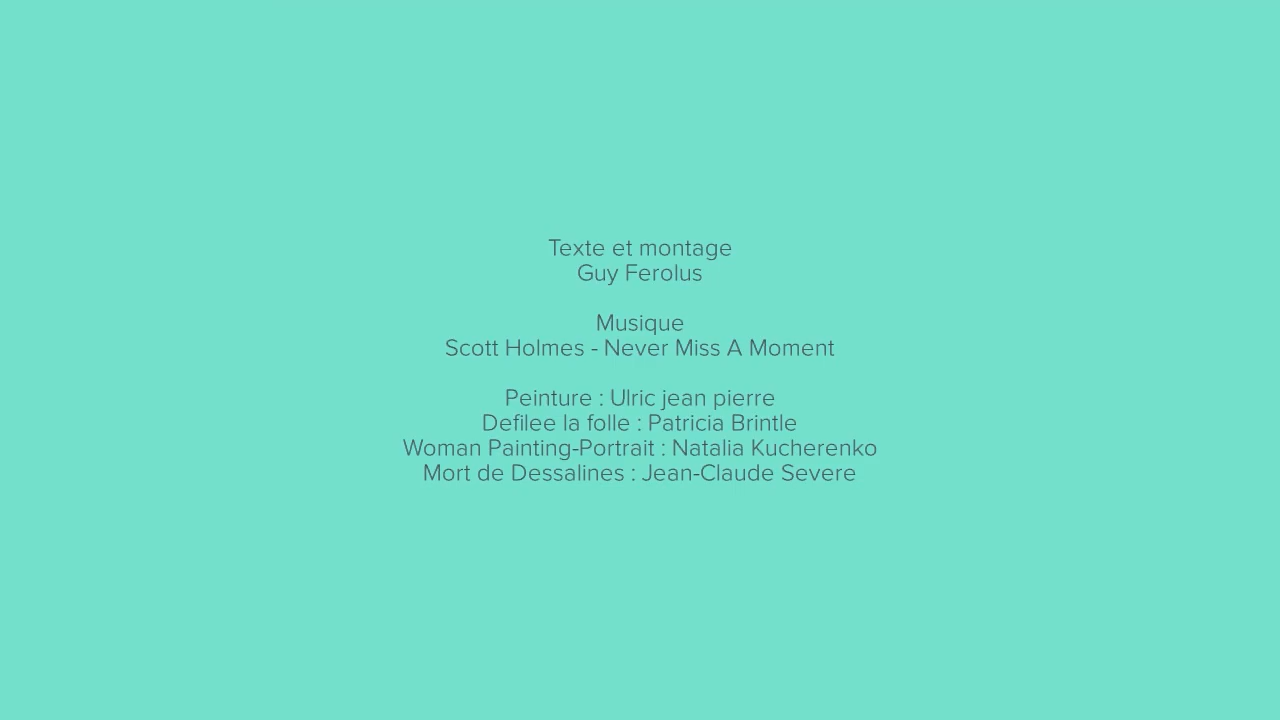 Texte et montage
Guy Ferolus
Musique
Scott Holmes - Never Miss A Moment
Peinture : Ulric jean pierre
Defilee la folle : Patricia Brintle
Woman Painting-Portrait : Natalia Kucherenko
Mort de Dessalines : Jean-Claude Severe